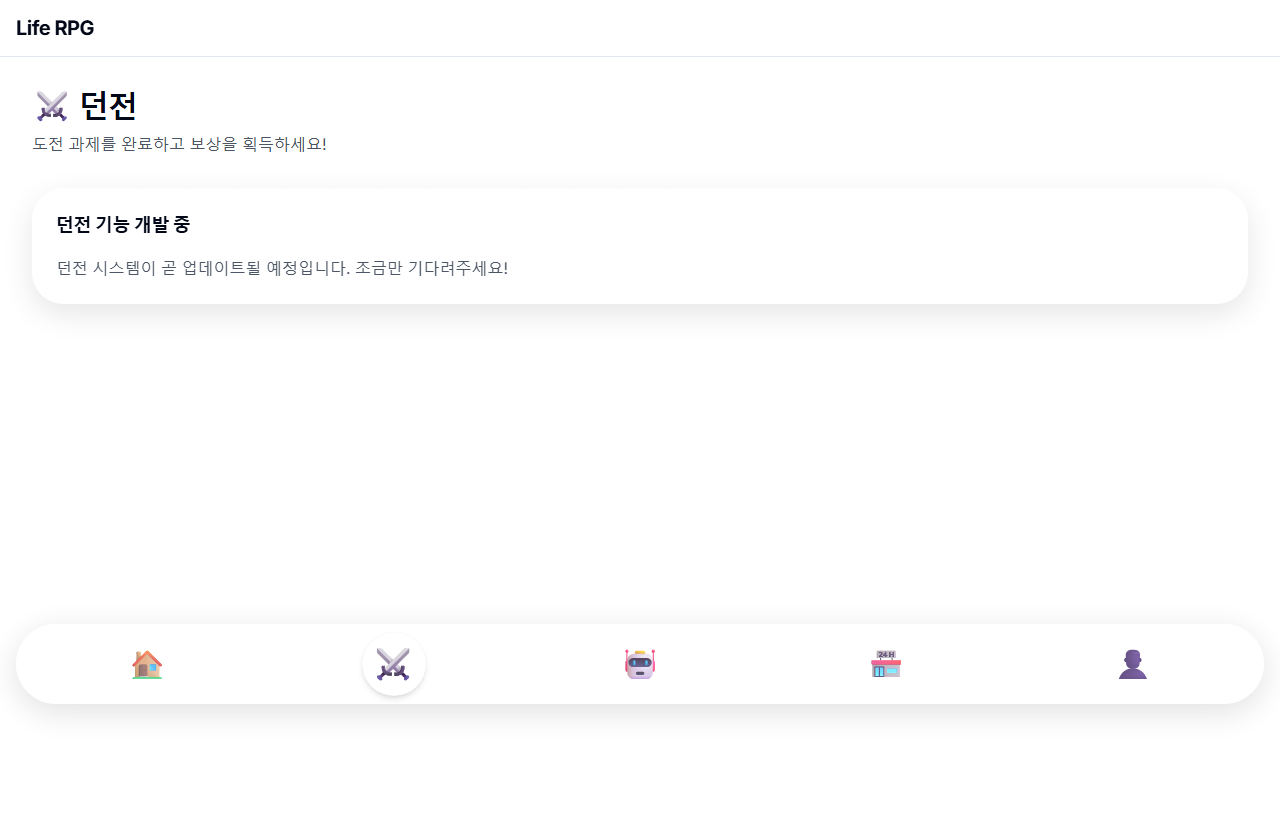 Life RPG
던전
도전 과제를 완료하고 보상을 획득하세요!
던전 기능 개발 중
던전 시스템이 곧 업데이트될 예정입니다. 조금만 기다려주세요!
24H